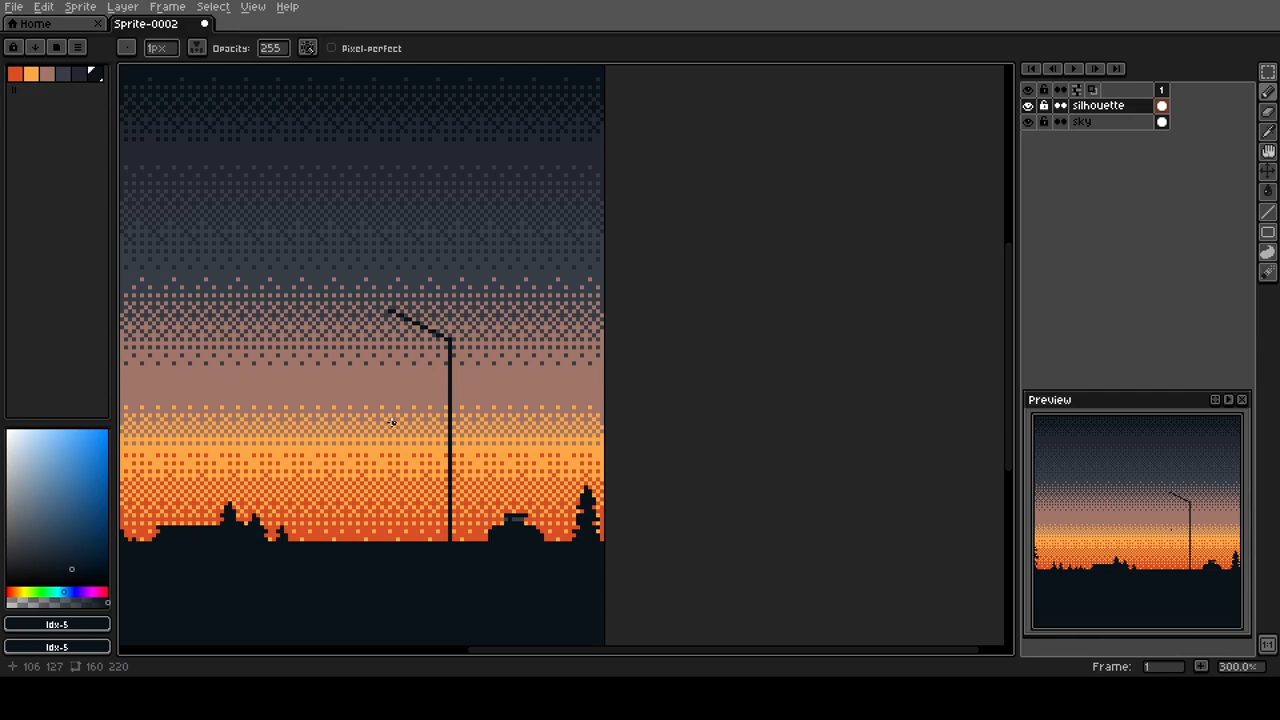 File Edit Sprite Layer Frame Select View Help
Home Sprite-0002
1px Opacity: 255 Pixel-perfect
1
silhouette
sky
Preview
Idx-5
Idx-5
106 127 160 220 Frame: 1 300.0%